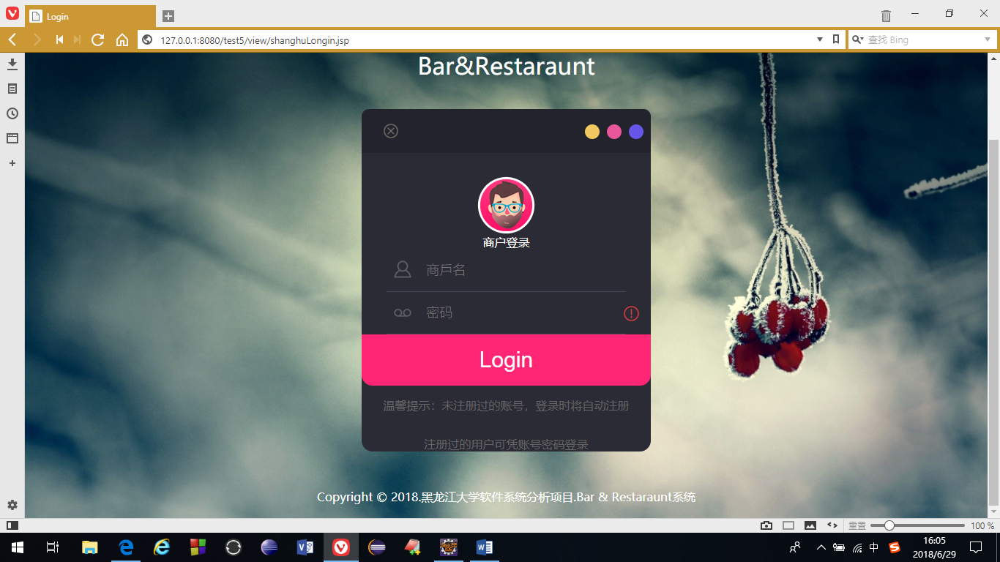 Login
127.0.0.1:8080/test5/view/shanghuLongin.jsp
查找 Bing
Bar&Restaraunt
商户登录
商戶名
密码
Login
温馨提示：未注册过的账号，登录时将自动注册
注册过的用户可凭账号密码登录
Copyright © 2018.黑龙江大学软件系统分析项目.Bar & Restaraunt系统
重置
100 %
中
16:05
2018/6/29